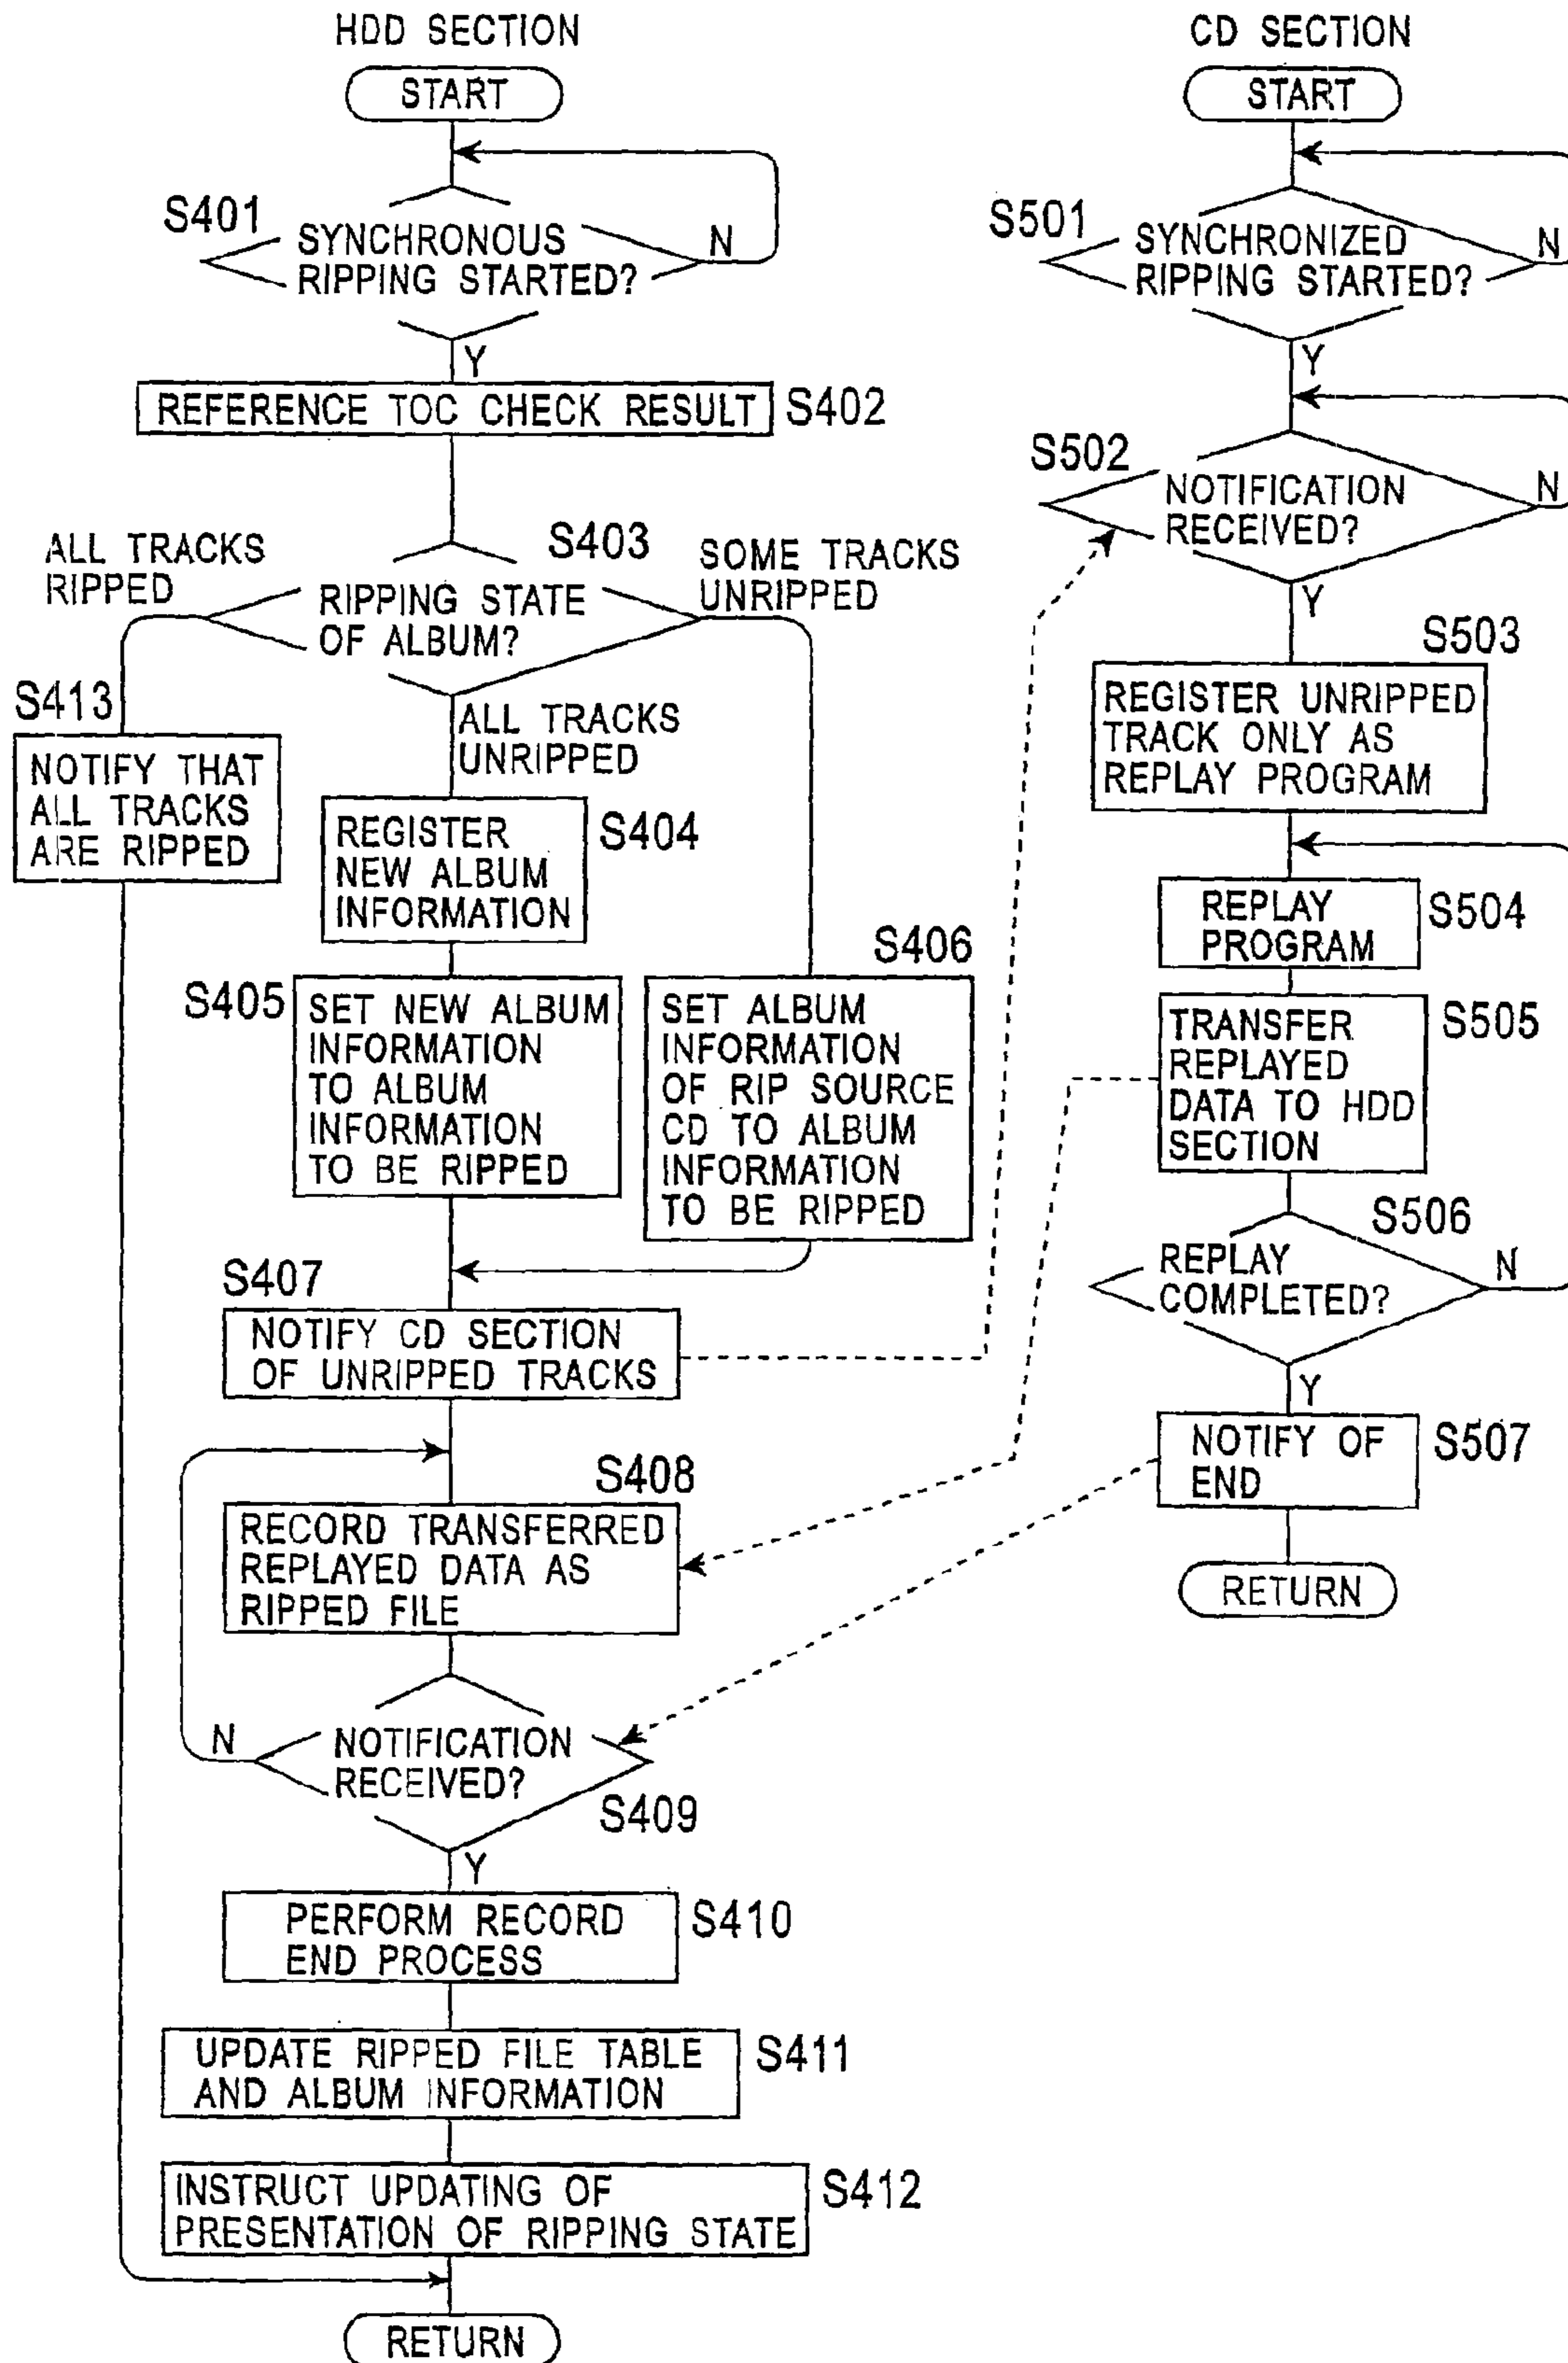 HDD SECTION
START
S401
SYNCHRONOUS
RIPPING STARTED?
N
Y
REFERENCE TOC CHECK RESULT
S402
S403
ALL TRACKS
RIPPED
SOME TRACKS
UNRIPPED
RIPPING STATE
OF ALBUM?
S413
NOTIFY THAT
ALL TRACKS
ARE RIPPED
ALL TRACKS
UNRIPPED
REGISTER
NEW ALBUM
INFORMATION
S404
S405
SET NEW ALBUM
INFORMATION
TO ALBUM
INFORMATION
TO BE RIPPED
S406
SET ALBUM
INFORMATION
OF RIP SOURCE
CD TO ALBUM
INFORMATION
TO BE RIPPED
S407
NOTIFY CD SECTION
OF UNRIPPED TRACKS
S408
RECORD TRANSFERRED
REPLAYED DATA AS
RIPPED FILE
N
NOTIFICATION
RECEIVED?
S409
Y
PERFORM RECORD
END PROCESS
S410
UPDATE RIPPED FILE TABLE
AND ALBUM INFORMATION
S411
INSTRUCT UPDATING OF
PRESENTATION OF RIPPING STATE
S412
RETURN
CD SECTION
START
S501
SYNCHRONIZED
RIPPING STARTED?
N
Y
S502
NOTIFICATION
RECEIVED?
N
Y
S503
REGISTER UNRIPPED
TRACK ONLY AS
REPLAY PROGRAM
REPLAY
PROGRAM
S504
TRANSFER
REPLAYED
DATA TO HDD
SECTION
S505
S506
REPLAY
COMPLETED?
N
Y
NOTIFY OF
END
S507
RETURN